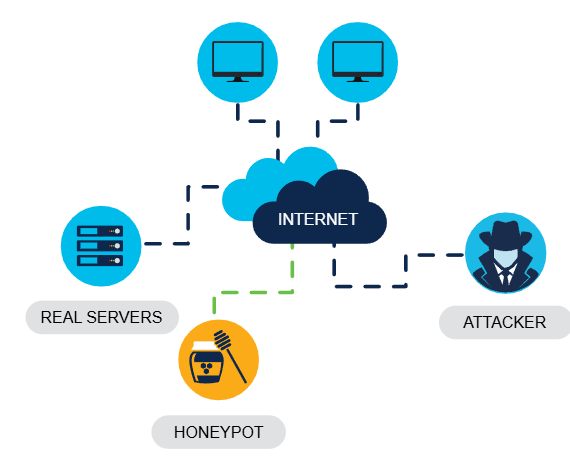 INTERNET
REAL SERVERS
ATTACKER
HONEYPOT